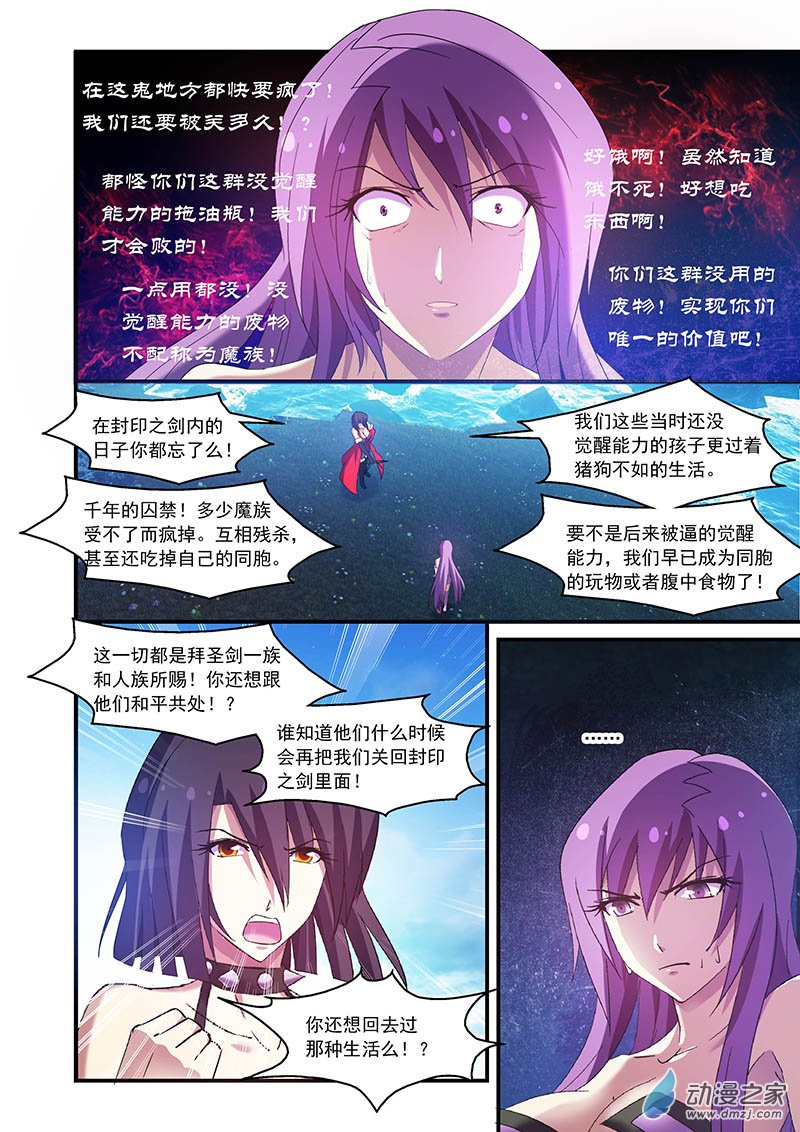 在这鬼地方都快要疯了！
我们还要被关多久！？
都怪你们这群没觉醒
能力的拖油瓶！我们
才会败的！
一点用都没！没
觉醒能力的废物
不配称为魔族！
好饿啊！虽然知道
饿不死！好想吃
东西啊！
你们这群没用的
废物！实现你们
唯一的价值吧！
在封印之剑内的
日子你都忘了么！
千年的囚禁！多少魔族
受不了而疯掉。互相残杀，
甚至还吃掉自己的同胞。
我们这些当时还没
觉醒能力的孩子更过着
猪狗不如的生活。
要不是后来被逼的觉醒
能力，我们早已成为同胞
的玩物或者腹中食物了！
这一切都是拜圣剑一族
和人族所赐！你还想跟
他们和平共处！？
谁知道他们什么时候
会再把我们关回封印
之剑里面！
你还想回去过
那种生活么！？
……
动漫之家
www.dmzj.com